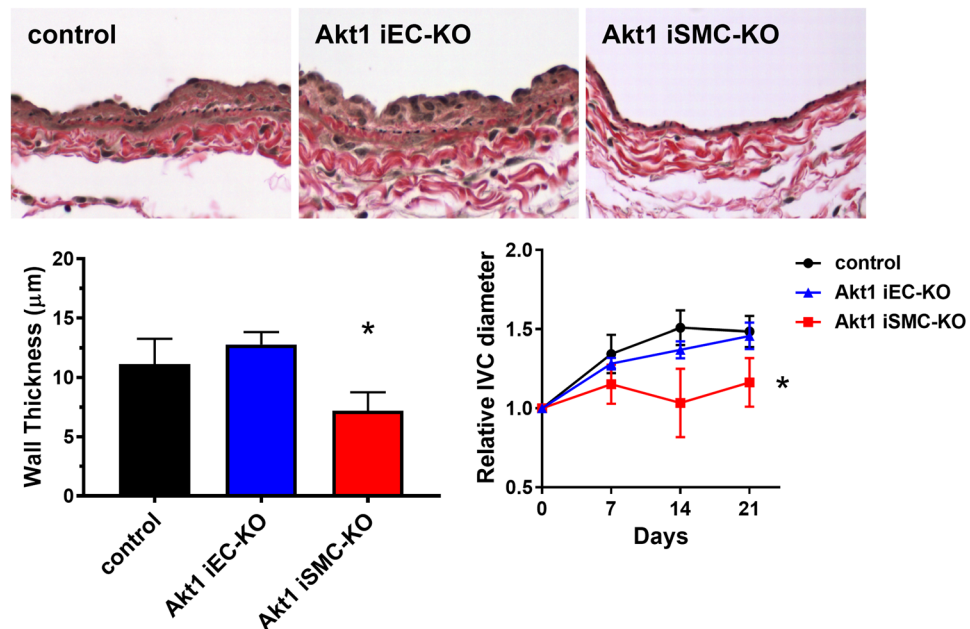 control
Akt1 iEC-KO
Akt1 iSMC-KO
Wall Thickness (μm)
20
15
10
5
0
*
control
Akt1 iEC-KO
Akt1 iSMC-KO
Relative IVC diameter
2.0
1.5
1.0
0.5
0
7
14
21
Days
*
control
Akt1 iEC-KO
Akt1 iSMC-KO